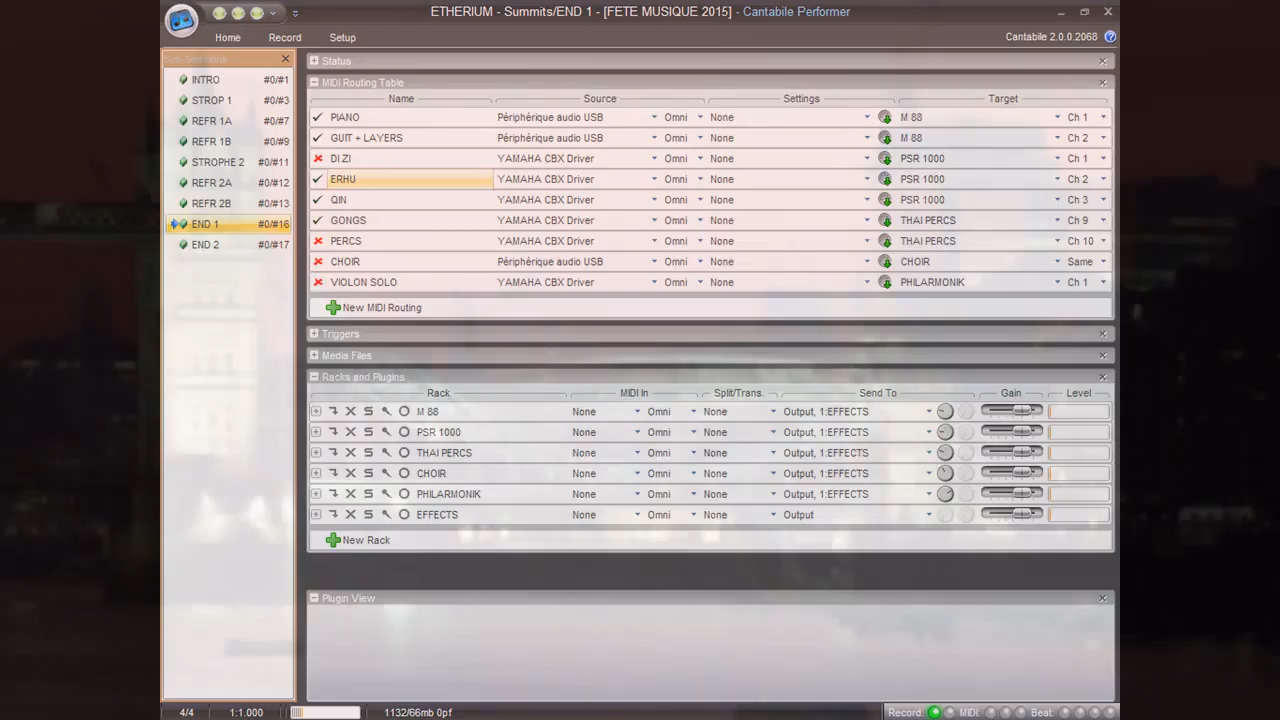 ETHERIUM - Summits/END 1 - [FETE MUSIQUE 2015] - Cantabile Performer
Home Record Setup
Cantabile 2.0.0.2068
Sub Sessions
INTRO #0/#1
STROP 1 #0/#3
REFR 1A #0/#7
REFR 1B #0/#9
STROPHE 2 #0/#11
REFR 2A #0/#12
REFR 2B #0/#13
END 1 #0/#16
END 2 #0/#17
Status
MIDI Routing Table
Name Source Settings Target
PIANO Périphérique audio USB Omni None M 88 Ch 1
GUIT + LAYERS Périphérique audio USB Omni None M 88 Ch 2
DI ZI YAMAHA CBX Driver Omni None PSR 1000 Ch 1
ERHU YAMAHA CBX Driver Omni None PSR 1000 Ch 2
QIN YAMAHA CBX Driver Omni None PSR 1000 Ch 3
GONGS YAMAHA CBX Driver Omni None THAI PERCS Ch 9
PERCS YAMAHA CBX Driver Omni None THAI PERCS Ch 10
CHOIR Périphérique audio USB Omni None CHOIR Same
VIOLON SOLO YAMAHA CBX Driver Omni None PHILARMONIK Ch 1
New MIDI Routing
Triggers
Media Files
Racks and Plugins
Rack MIDI In Split/Trans. Send To Gain Level
M 88 None Omni None Output, 1:EFFECTS
PSR 1000 None Omni None Output, 1:EFFECTS
THAI PERCS None Omni None Output, 1:EFFECTS
CHOIR None Omni None Output, 1:EFFECTS
PHILARMONIK None Omni None Output, 1:EFFECTS
EFFECTS None Omni None Output
New Rack
Plugin View
4/4 1:1.000 1132/66mb 0pf Record: MIDI: Beat: